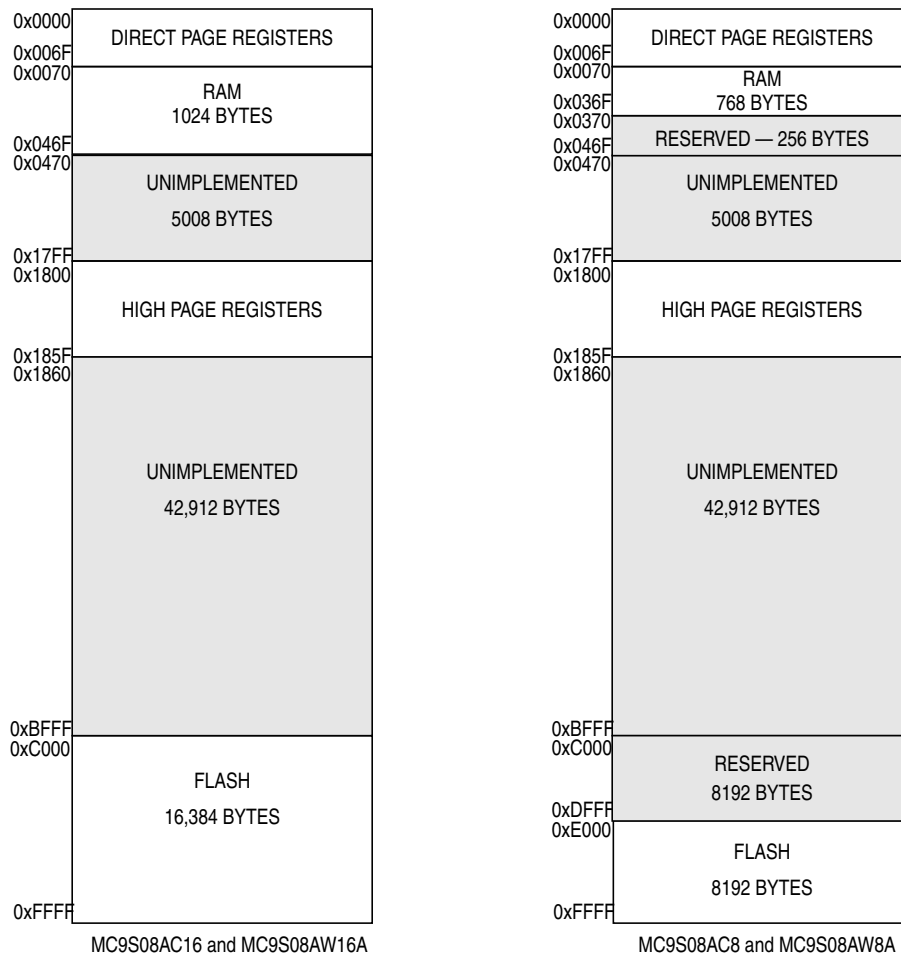 0x0000
DIRECT PAGE REGISTERS
0x006F
0x0070
RAM
1024 BYTES
0x046F
0x0470
UNIMPLEMENTED
5008 BYTES
0x17FF
0x1800
HIGH PAGE REGISTERS
0x185F
0x1860
UNIMPLEMENTED
42,912 BYTES
0xBFFF
0xC000
FLASH
16,384 BYTES
0xFFFF
MC9S08AC16 and MC9S08AW16A
0x0000
DIRECT PAGE REGISTERS
0x006F
0x0070
RAM
768 BYTES
0x036F
0x0370
RESERVED — 256 BYTES
0x046F
0x0470
UNIMPLEMENTED
5008 BYTES
0x17FF
0x1800
HIGH PAGE REGISTERS
0x185F
0x1860
UNIMPLEMENTED
42,912 BYTES
0xBFFF
0xC000
RESERVED
8192 BYTES
0xDFFF
0xE000
FLASH
8192 BYTES
0xFFFF
MC9S08AC8 and MC9S08AW8A